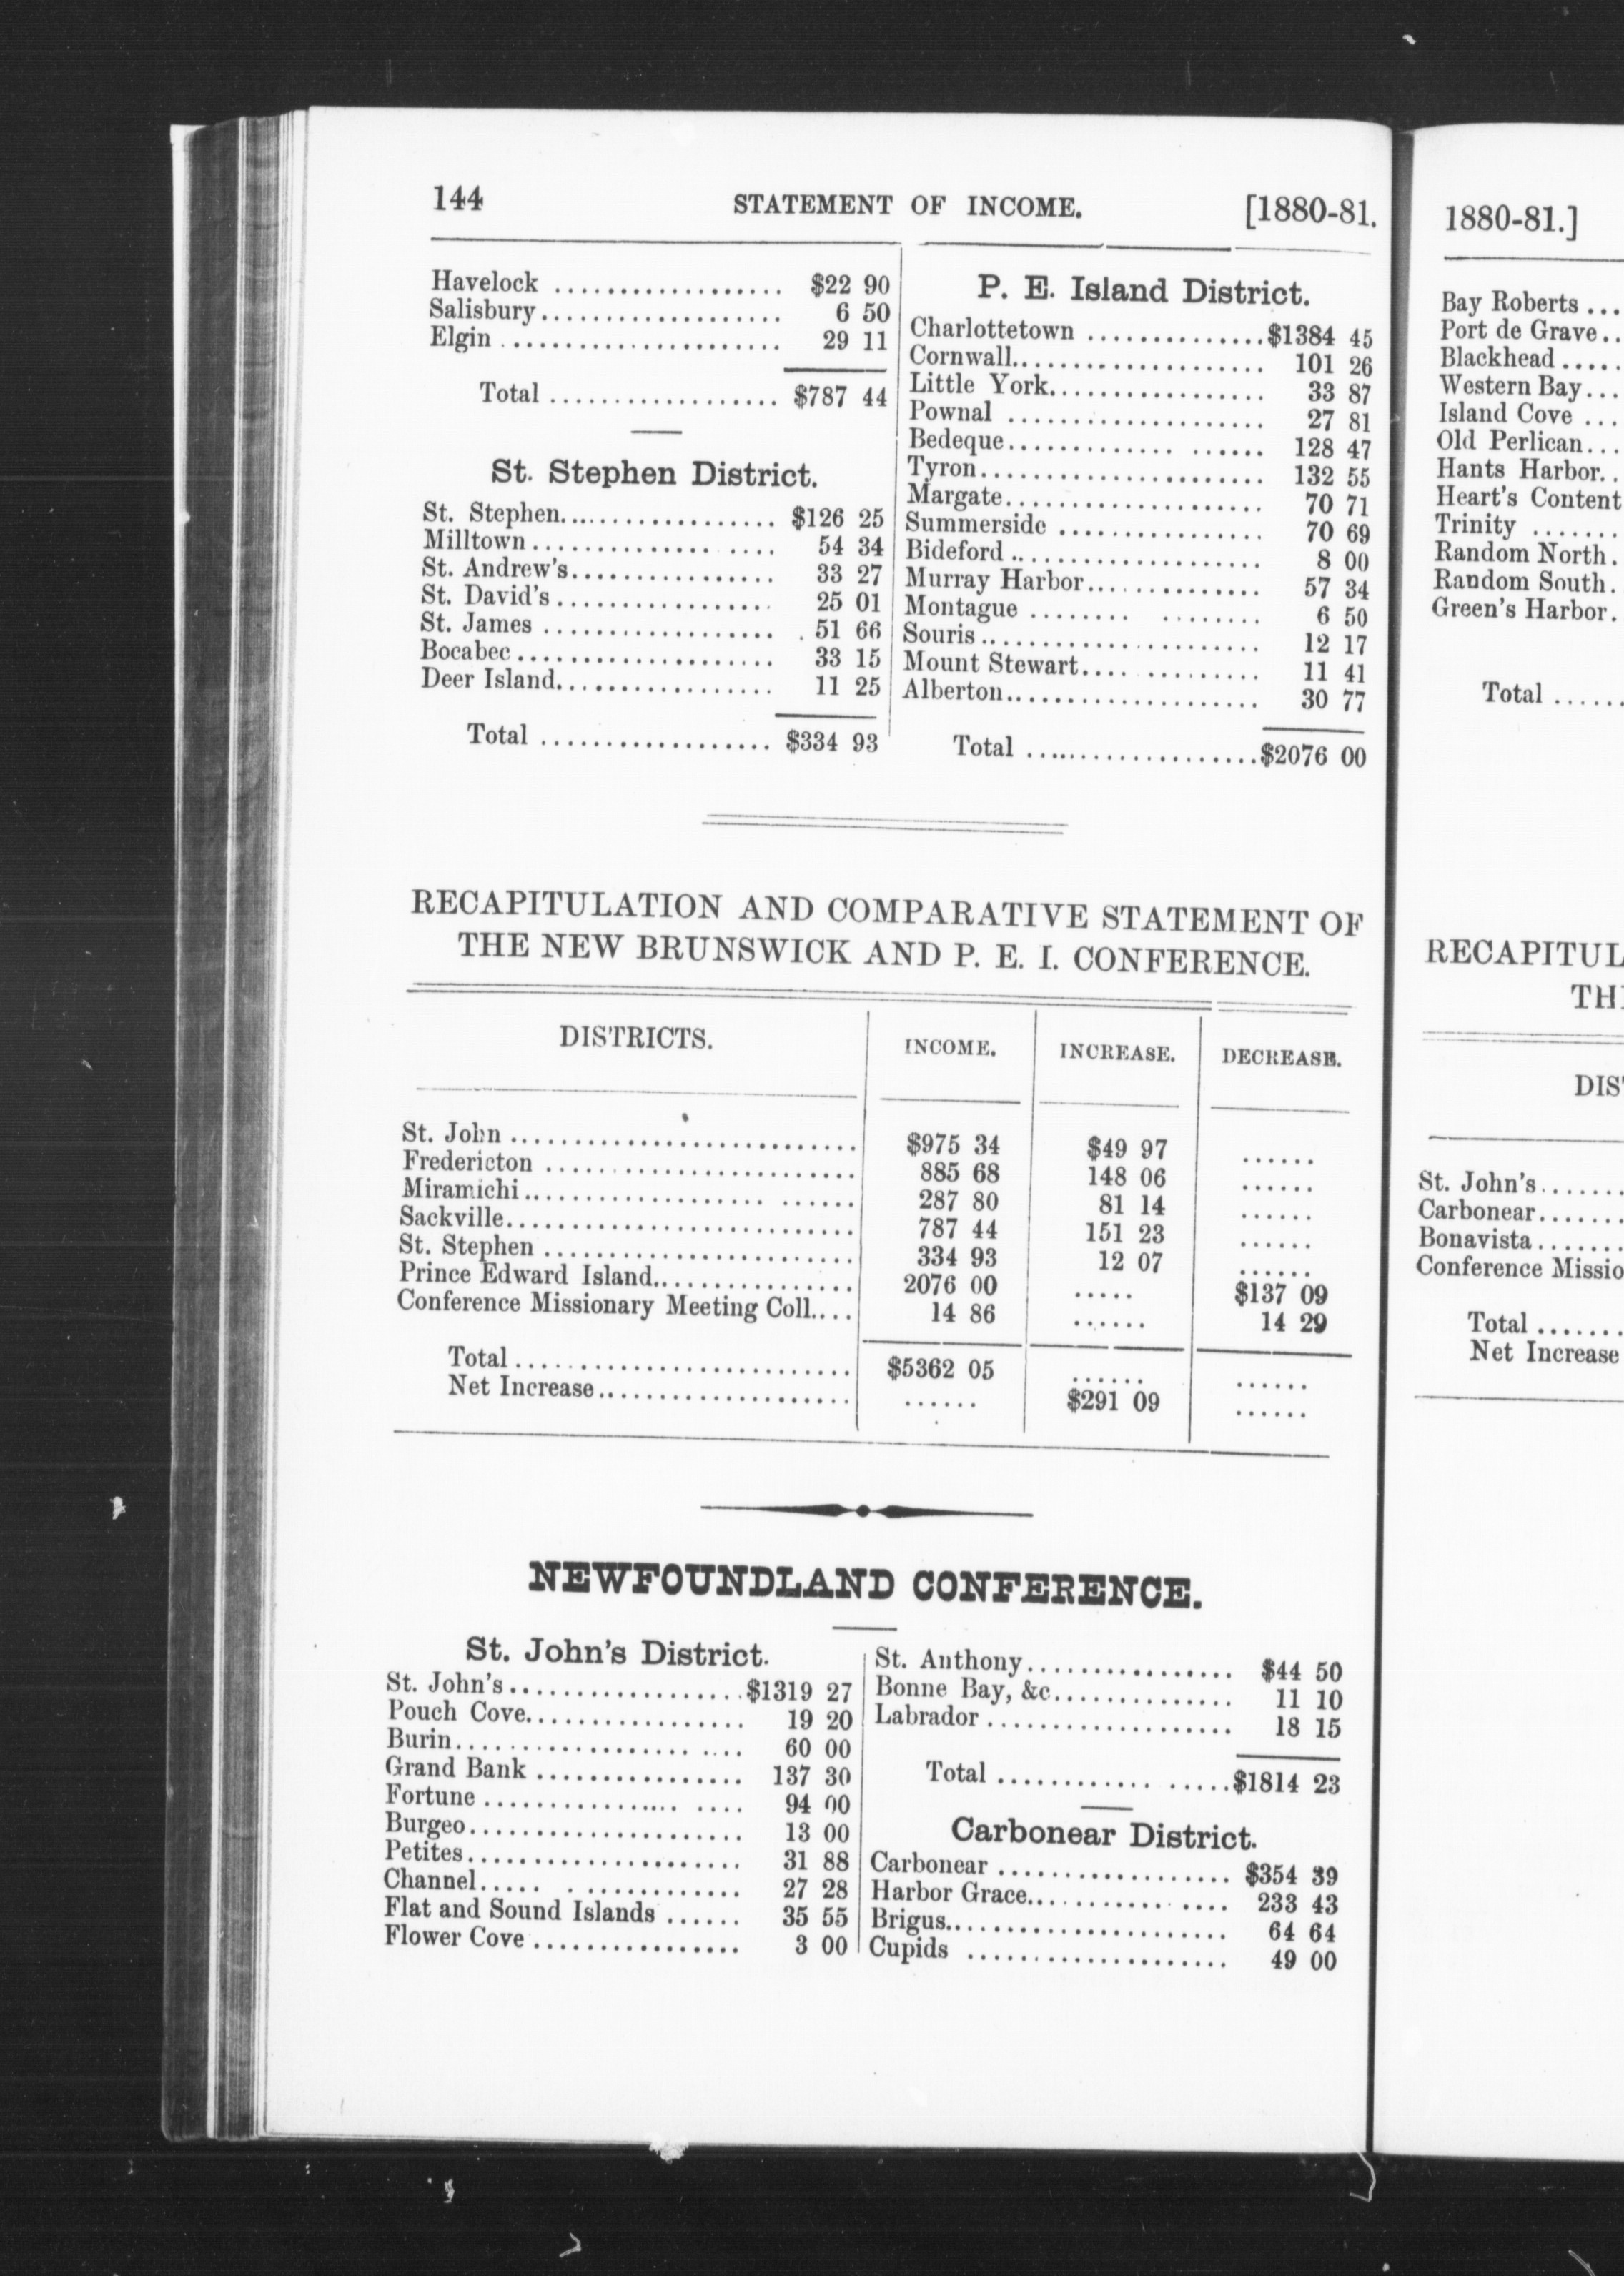 144 STATEMENT OF INCOME. [1880-81.
Havelock .................. $22 90
Salisbury................... 6 50
Elgin ...................... 29 11
Total .................. $787 44
St. Stephen District.
St. Stephen................. $126 25
Milltown .................. 54 34
St. Andrew's................ 33 27
St. David's................. 25 01
St. James .................. 51 66
Bocabec.................... 33 15
Deer Island................. 11 25
Total .................. $334 93
P. E. Island District.
Charlottetown ..............$1384 45
Cornwall.................... 101 26
Little York................. 33 87
Pownal .................... 27 81
Bedeque.................... 128 47
Tyron...................... 132 55
Margate.................... 70 71
Summerside ................ 70 69
Bideford .................... 8 00
Murray Harbor.............. 57 34
Montague .................. 6 50
Souris ...................... 12 17
Mount Stewart.............. 11 41
Alberton.................... 30 77
Total ..................$2076 00
RECAPITULATION AND COMPARATIVE STATEMENT OF
THE NEW BRUNSWICK AND P. E. I. CONFERENCE.
DISTRICTS. INCOME. INCREASE. DECREASE.
St. John ........................... $975 34 $49 97 ......
Fredericton ........................ 885 68 148 06 ......
Miramichi.......................... 287 80 81 14 ......
Sackville........................... 787 44 151 23 ......
St. Stephen ........................ 334 93 12 07 ......
Prince Edward Island................ 2076 00 ..... $137 09
Conference Missionary Meeting Coll.... 14 86 ...... 14 29
Total .......................... $5362 05 ...... ......
Net Increase.................... ...... $291 09 ......
NEWFOUNDLAND CONFERENCE.
St. John's District.
St. John's ..................$1319 27
Pouch Cove................. 19 20
Burin...................... 60 00
Grand Bank ................ 137 30
Fortune .................... 94 00
Burgeo..................... 13 00
Petites..................... 31 88
Channel.................... 27 28
Flat and Sound Islands ...... 35 55
Flower Cove ................ 3 00
St. Anthony................ $44 50
Bonne Bay, &c.............. 11 10
Labrador ................... 18 15
Total ..................$1814 23
Carbonear District.
Carbonear .................. $354 39
Harbor Grace................ 233 43
Brigus...................... 64 64
Cupids .................... 49 00
1880-81.]
Bay Roberts ...
Port de Grave..
Blackhead .....
Western Bay...
Island Cove ...
Old Perlican...
Hants Harbor..
Heart's Content
Trinity .......
Random North.
Random South.
Green's Harbor.
Total .....
RECAPITUL
TH
DIS
St. John's.......
Carbonear.......
Bonavista.......
Conference Missio
Total .......
Net Increase